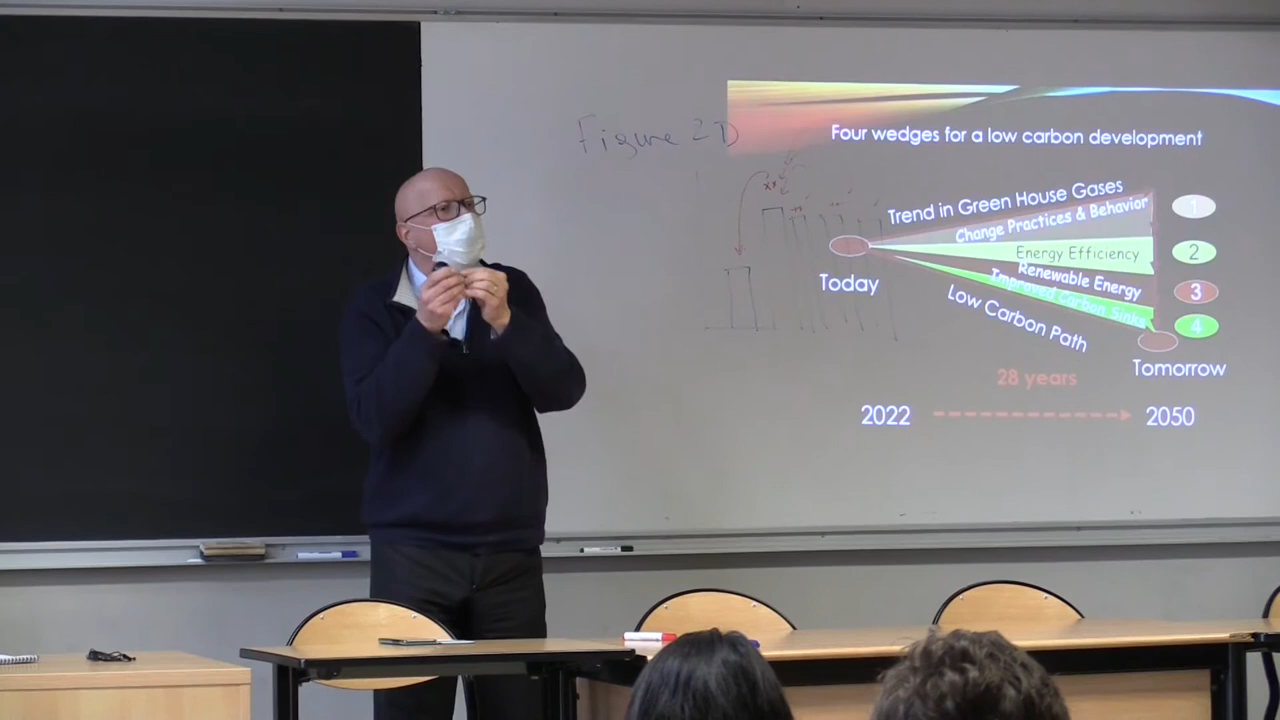 Figure 2D
Four wedges for a low carbon development
Trend in Green House Gases
Change Practices & Behavior
1
Energy Efficiency
2
Renewable Energy
3
Improved Carbon Sinks
4
Today
Low Carbon Path
Tomorrow
28 years
2022
2050